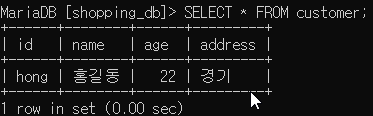 MariaDB [shopping_db]> SELECT * FROM customer;
+------+--------+------+---------+
| id   | name   | age  | address |
+------+--------+------+---------+
| hong | 홍길동 |   22 | 경기    |
+------+--------+------+---------+
1 row in set (0.00 sec)